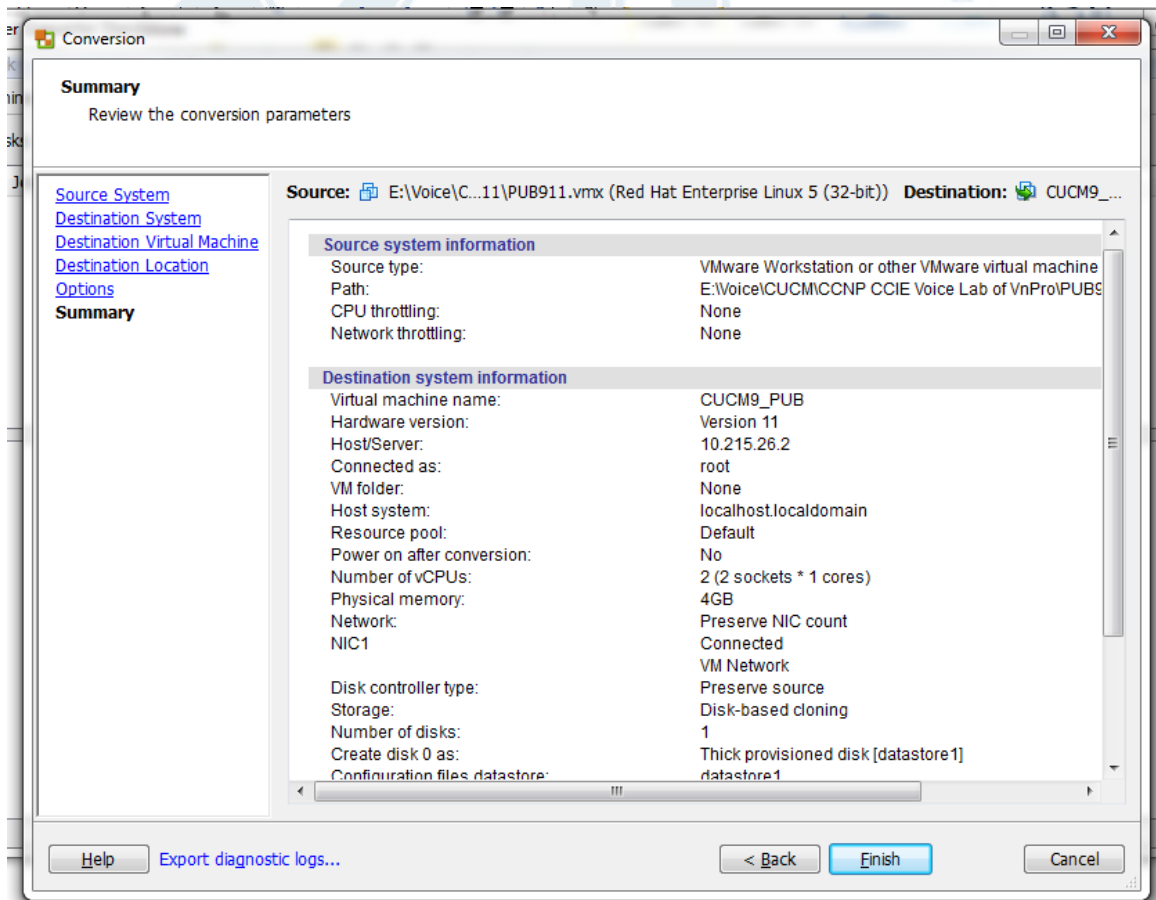 Conversion
Summary
Review the conversion parameters
Source System
Destination System
Destination Virtual Machine
Destination Location
Options
Summary
Source: E:\Voice\C...11\PUB911.vmx (Red Hat Enterprise Linux 5 (32-bit)) Destination: CUCM9_...
Source system information
Source type: VMware Workstation or other VMware virtual machine
Path: E:\Voice\CUCM\CCNP CCIE Voice Lab of VnPro\PUB9
CPU throttling: None
Network throttling: None
Destination system information
Virtual machine name: CUCM9_PUB
Hardware version: Version 11
Host/Server: 10.215.26.2
Connected as: root
VM folder: None
Host system: localhost.localdomain
Resource pool: Default
Power on after conversion: No
Number of vCPUs: 2 (2 sockets * 1 cores)
Physical memory: 4GB
Network: Preserve NIC count
NIC1 Connected
VM Network
Disk controller type: Preserve source
Storage: Disk-based cloning
Number of disks: 1
Create disk 0 as: Thick provisioned disk [datastore1]
Configuration files datastore: datastore1
Help Export diagnostic logs... < Back Finish Cancel